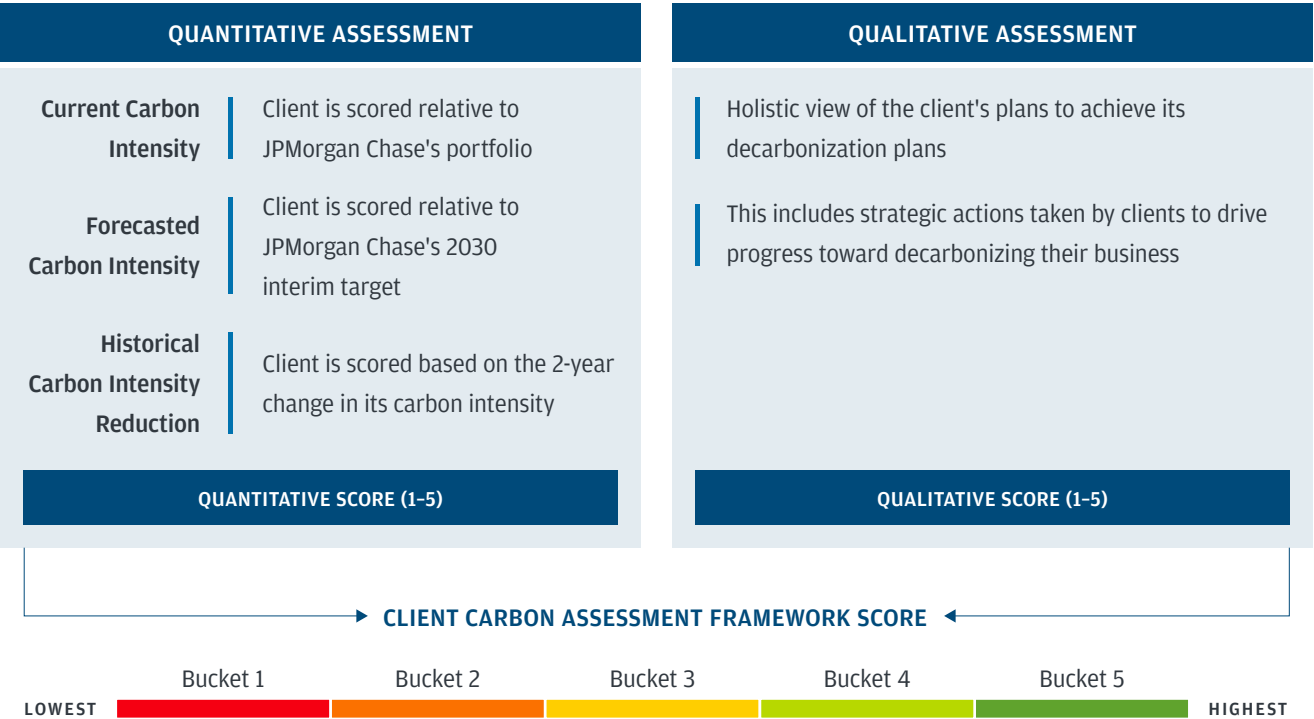 QUANTITATIVE ASSESSMENT
Current Carbon
Intensity
Client is scored relative to
JPMorgan Chase's portfolio
Forecasted
Carbon Intensity
Client is scored relative to
JPMorgan Chase's 2030
interim target
Historical
Carbon Intensity
Reduction
Client is scored based on the 2-year
change in its carbon intensity
QUANTITATIVE SCORE (1–5)
QUALITATIVE ASSESSMENT
Holistic view of the client's plans to achieve its
decarbonization plans
This includes strategic actions taken by clients to drive
progress toward decarbonizing their business
QUALITATIVE SCORE (1–5)
CLIENT CARBON ASSESSMENT FRAMEWORK SCORE
Bucket 1 Bucket 2 Bucket 3 Bucket 4 Bucket 5
LOWEST HIGHEST